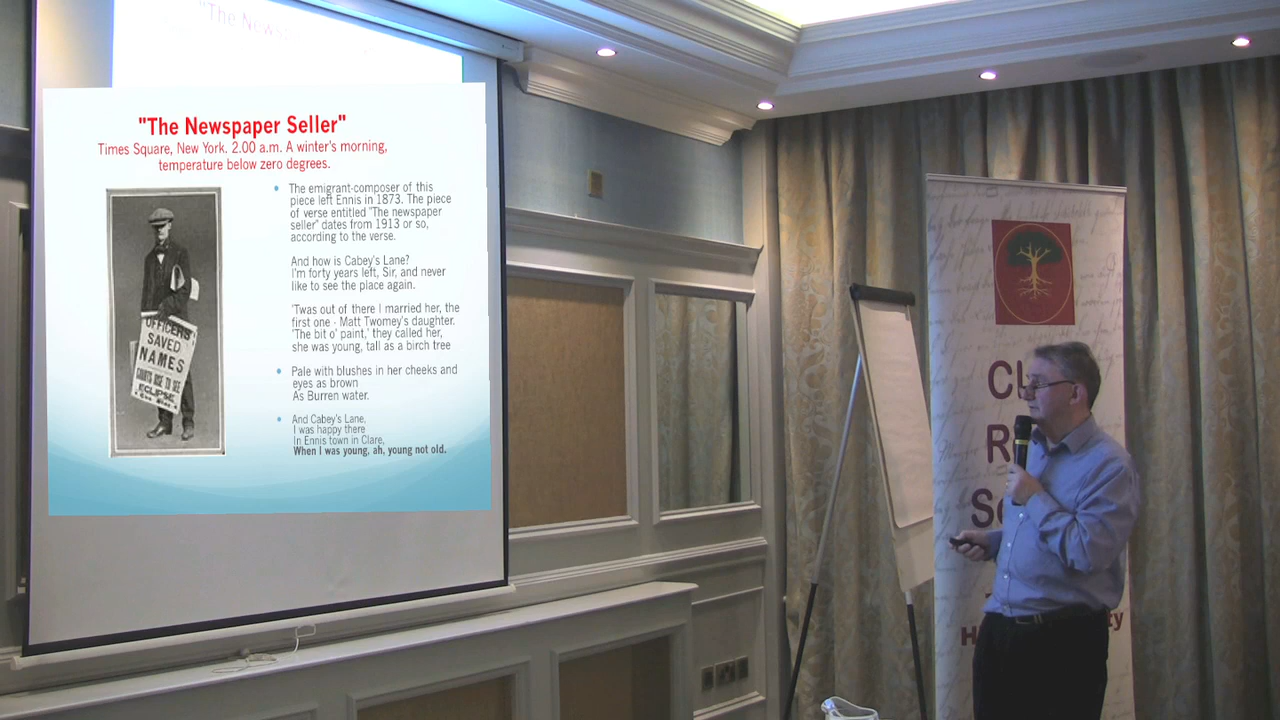 "The News
"The Newspaper Seller"
Times Square, New York. 2.00 a.m. A winter's morning,
temperature below zero degrees.
OFFICERS
SAVED
NAMES
ECLIPSE
• The emigrant-composer of this
piece left Ennis in 1873. The piece
of verse entitled "The newspaper
seller" dates from 1913 or so,
according to the verse.
And how is Cabey's Lane?
I'm forty years left, Sir, and never
like to see the place again.
'Twas out of there I married her, the
first one - Matt Twomey's daughter.
'The bit o' paint,' they called her,
she was young, tall as a birch tree
• Pale with blushes in her cheeks and
eyes as brown
As Burren water.
• And Cabey's Lane,
I was happy there
In Ennis town in Clare,
When I was young, ah, young not old.